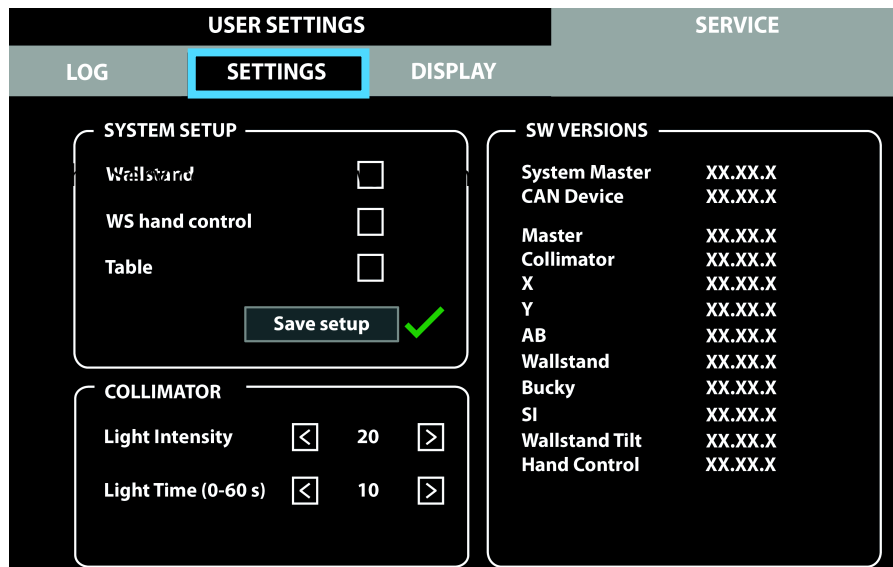 USER SETTINGS
SERVICE
LOG
SETTINGS
DISPLAY
SYSTEM SETUP
Wallstand
WS hand control
Table
Save setup
COLLIMATOR
Light Intensity < 20 >
Light Time (0-60 s) < 10 >
SW VERSIONS
System Master XX.XX.X
CAN Device XX.XX.X
Master XX.XX.X
Collimator XX.XX.X
X XX.XX.X
Y XX.XX.X
AB XX.XX.X
Wallstand XX.XX.X
Bucky XX.XX.X
SI XX.XX.X
Wallstand Tilt XX.XX.X
Hand Control XX.XX.X